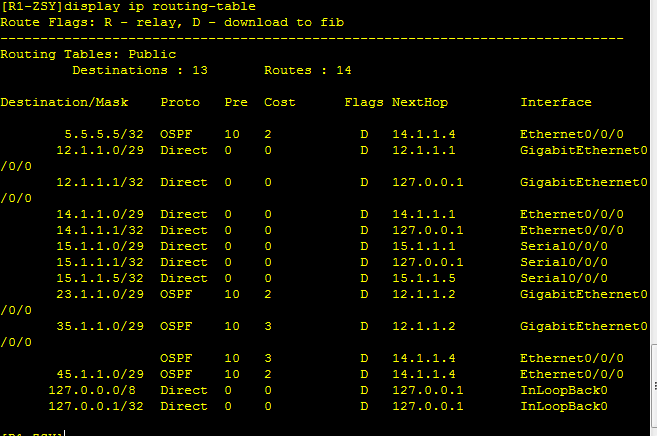 [R1-ZSY]display ip routing-table
Route Flags: R - relay, D - download to fib
------------------------------------------------------------------------------
Routing Tables: Public
         Destinations : 13       Routes : 14

Destination/Mask    Proto   Pre  Cost      Flags NextHop         Interface

        5.5.5.5/32  OSPF    10   2           D   14.1.1.4        Ethernet0/0/0
       12.1.1.0/29  Direct  0    0           D   12.1.1.1        GigabitEthernet0
/0/0
       12.1.1.1/32  Direct  0    0           D   127.0.0.1       GigabitEthernet0
/0/0
       14.1.1.0/29  Direct  0    0           D   14.1.1.1        Ethernet0/0/0
       14.1.1.1/32  Direct  0    0           D   127.0.0.1       Ethernet0/0/0
       15.1.1.0/29  Direct  0    0           D   15.1.1.1        Serial0/0/0
       15.1.1.1/32  Direct  0    0           D   127.0.0.1       Serial0/0/0
       15.1.1.5/32  Direct  0    0           D   15.1.1.5        Serial0/0/0
       23.1.1.0/29  OSPF    10   2           D   12.1.1.2        GigabitEthernet0
/0/0
       35.1.1.0/29  OSPF    10   3           D   12.1.1.2        GigabitEthernet0
/0/0
                    OSPF    10   3           D   14.1.1.4        Ethernet0/0/0
       45.1.1.0/29  OSPF    10   2           D   14.1.1.4        Ethernet0/0/0
      127.0.0.0/8   Direct  0    0           D   127.0.0.1       InLoopBack0
      127.0.0.1/32  Direct  0    0           D   127.0.0.1       InLoopBack0

[R1-ZSY]